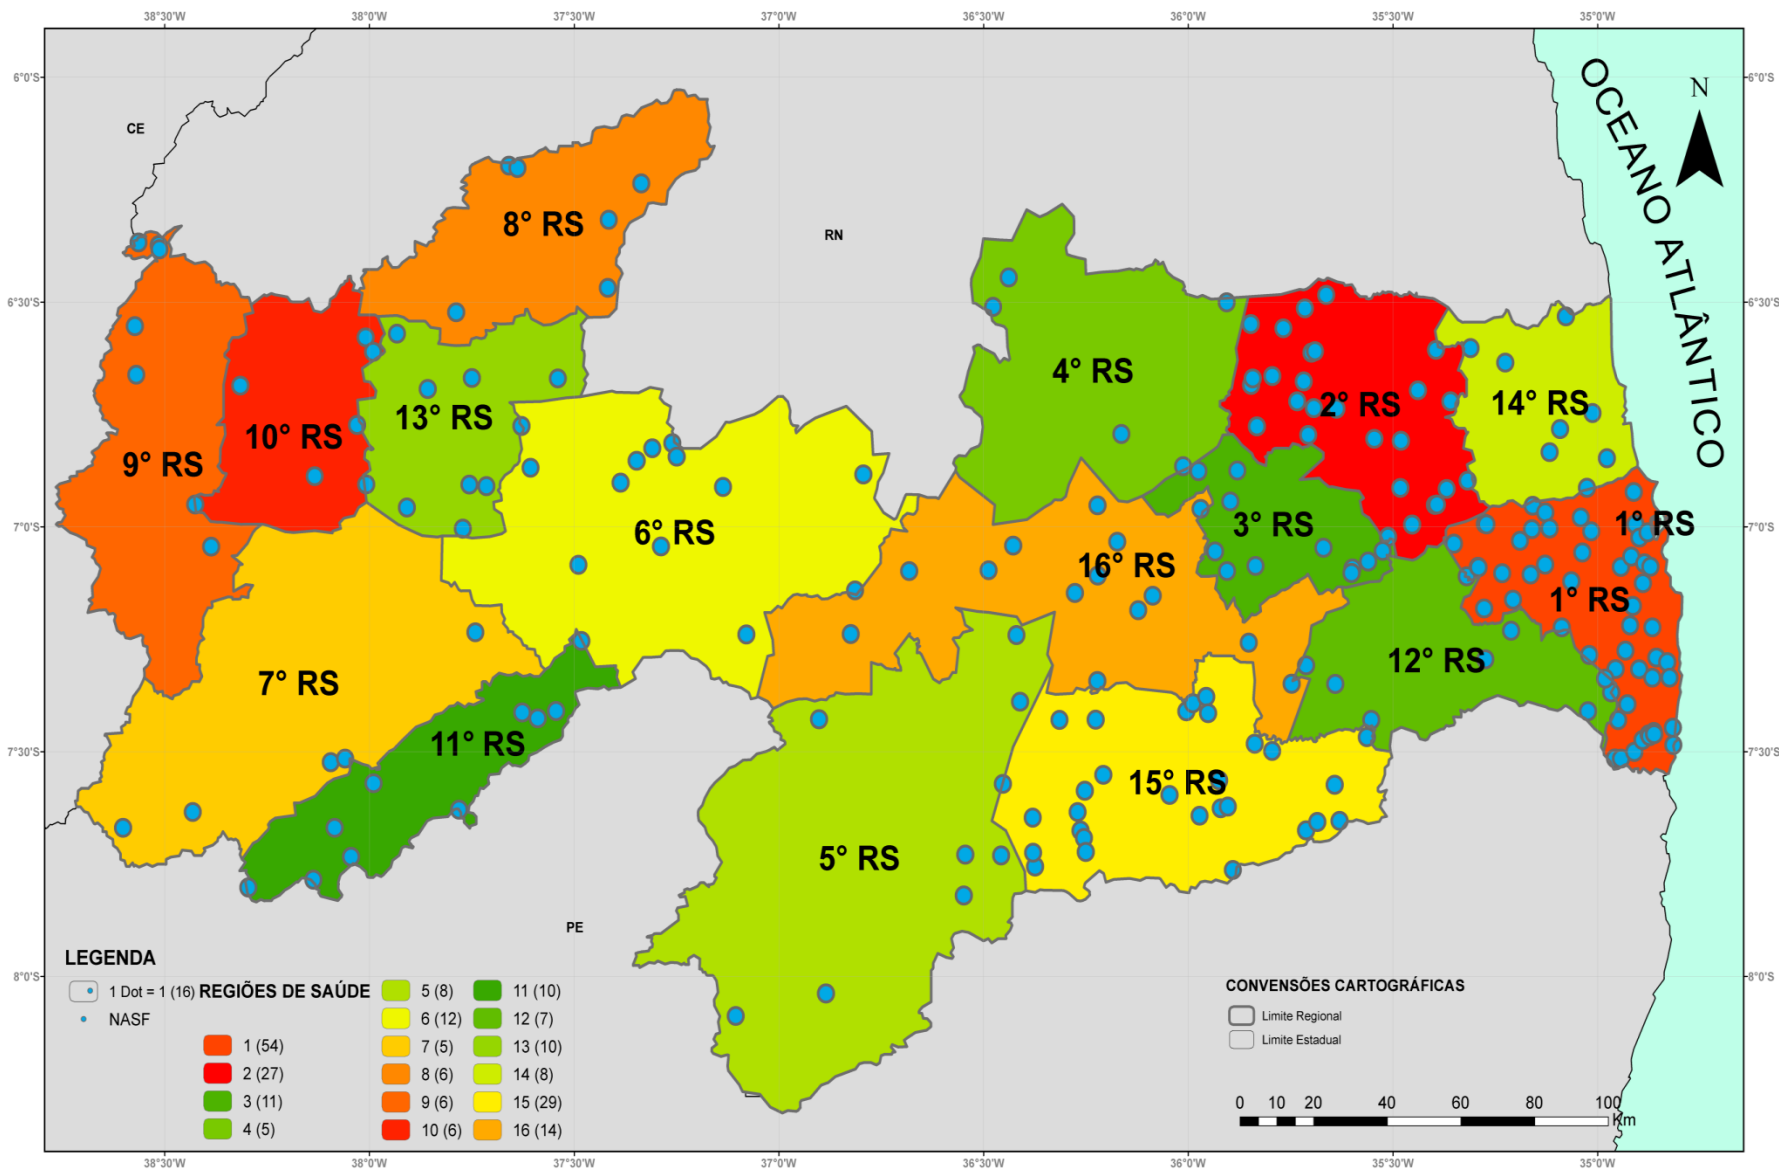 38°30'W 38°0'W 37°30'W 37°0'W 36°30'W 36°0'W 35°30'W 35°0'W
6°0'S 6°0'S
6°30'S 6°30'S
7°0'S 7°0'S
7°30'S 7°30'S
8°0'S 8°0'S
OCEANO ATLÂNTICO
N
CE
RN
PE
8° RS
4° RS
2° RS
14° RS
13° RS
10° RS
9° RS
6° RS
3° RS
1° RS
16° RS
1° RS
12° RS
7° RS
11° RS
15° RS
5° RS
LEGENDA
1 Dot = 1 (16)
NASF
REGIÕES DE SAÚDE
1 (54)
2 (27)
3 (11)
4 (5)
5 (8)
6 (12)
7 (5)
8 (6)
9 (6)
10 (6)
11 (10)
12 (7)
13 (10)
14 (8)
15 (29)
16 (14)
CONVENSÕES CARTOGRÁFICAS
Limite Regional
Limite Estadual
0 10 20 40 60 80 100
Km
38°30'W 38°0'W 37°30'W 37°0'W 36°30'W 36°0'W 35°30'W 35°0'W